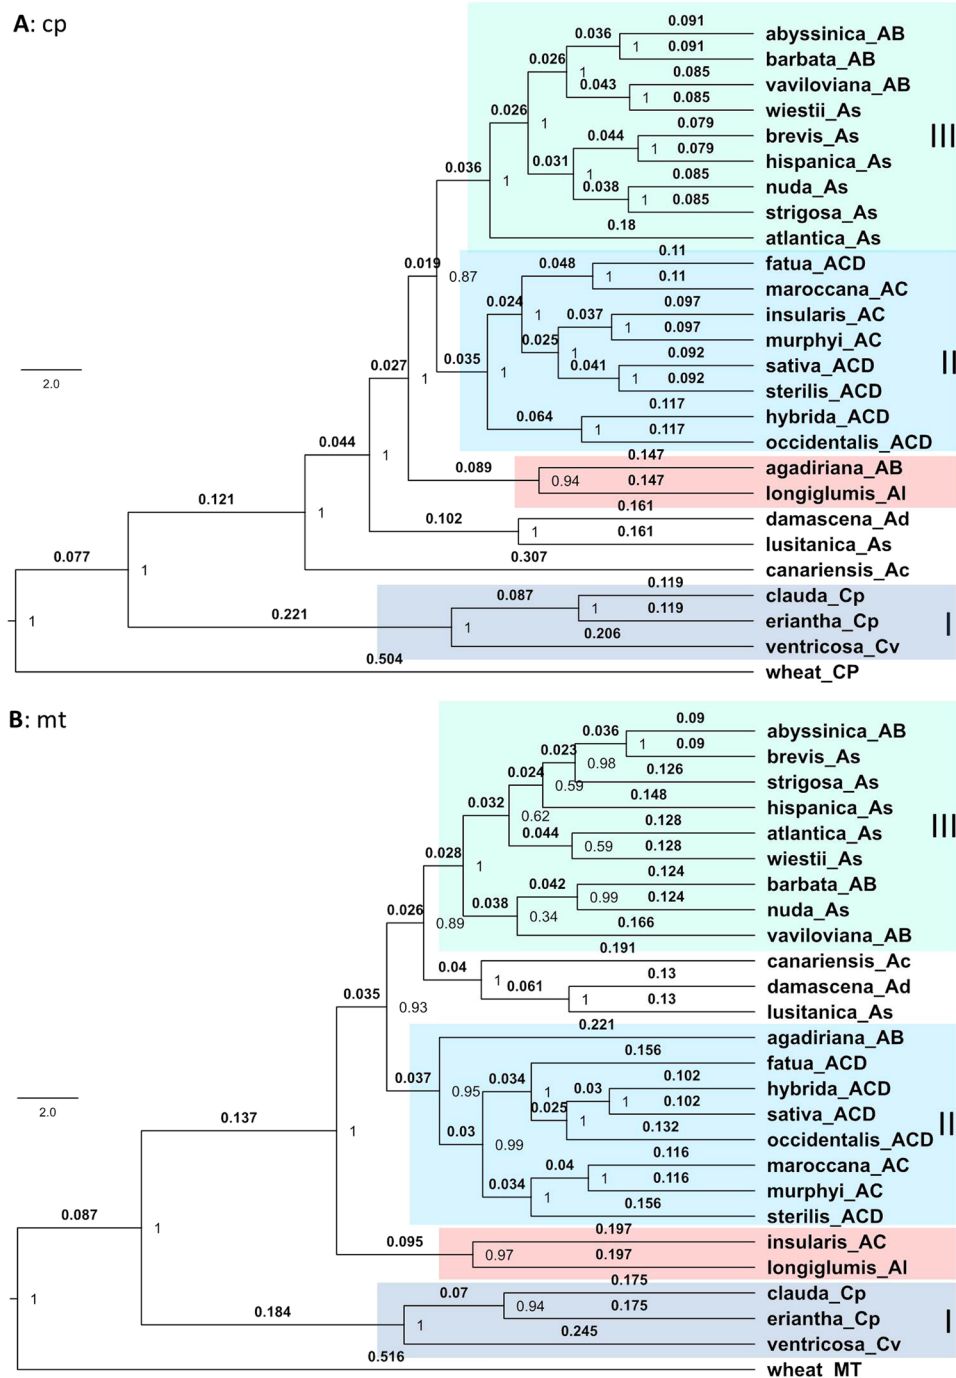 A: cp
0.091
0.036
abyssinica_AB
1
0.091
0.026
barbata_AB
1
0.085
0.043
vaviloviana_AB
1
0.085
0.026
wiestii_As
1
0.079
0.044
brevis_As
III
1
0.079
0.031
hispanica_As
1
0.036
0.085
0.038
nuda_As
1
1
0.085
strigosa_As
0.18
atlantica_As
0.11
0.019
0.048
fatua_ACD
0.87
1
0.11
maroccana_AC
0.024
0.097
0.037
insularis_AC
1
1
0.097
0.025
murphyi_AC
1
0.092
0.035
0.041
sativa_ACD
II
0.027
1
1
0.092
2.0
1
sterilis_ACD
0.117
0.064
hybrida_ACD
1
0.117
occidentalis_ACD
0.044
0.147
1
0.089
agadiriana_AB
0.94
0.147
longiglumis_Al
0.161
0.121
0.102
damascena_Ad
1
1
0.161
lusitanica_As
0.077
0.307
1
canariensis_Ac
0.119
0.087
clauda_Cp
1
0.119
0.221
eriantha_Cp
I
1
1
0.206
ventricosa_Cv
0.504
wheat_CP
B: mt
0.09
0.036
abyssinica_AB
1
0.09
0.023
brevis_As
0.98
0.126
0.024
strigosa_As
0.59
0.148
0.032
hispanica_As
0.62
0.128
0.044
atlantica_As
III
0.59
0.128
0.028
wiestii_As
1
0.124
0.042
barbata_AB
0.99
0.124
0.038
nuda_As
0.34
0.026
0.166
0.89
vaviloviana_AB
0.191
0.04
canariensis_Ac
1
0.13
0.061
damascena_Ad
0.035
1
0.13
0.93
lusitanica_As
0.221
agadiriana_AB
0.156
0.037
0.034
fatua_ACD
0.95
1
0.102
0.03
hybrida_ACD
2.0
1
0.102
0.025
sativa_ACD
II
0.137
1
0.132
1
0.03
occidentalis_ACD
0.99
0.116
0.04
maroccana_AC
1
0.116
0.034
murphyi_AC
1
0.156
0.087
sterilis_ACD
1
0.197
0.095
insularis_AC
0.97
0.197
longiglumis_Al
0.175
0.07
clauda_Cp
1
0.94
0.175
0.184
eriantha_Cp
I
1
0.245
ventricosa_Cv
0.516
wheat_MT